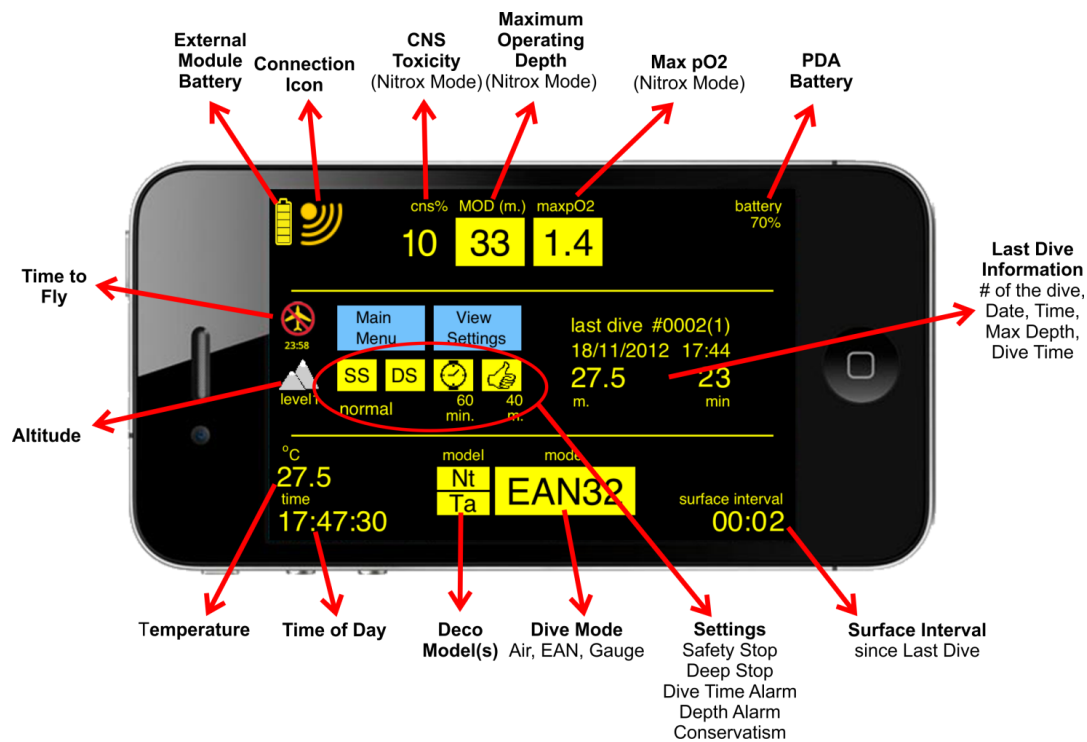 External
Module
Battery
Connection
Icon
CNS
Toxicity
(Nitrox Mode)
Maximum
Operating
Depth
(Nitrox Mode)
Max pO2
(Nitrox Mode)
PDA
Battery
cns%
10
MOD (m.)
33
maxpO2
1.4
battery
70%
Time to
Fly
23:58
Main
Menu
View
Settings
last dive #0002(1)
18/11/2012 17:44
27.5 23
m. min
Last Dive
Information
# of the dive,
Date, Time,
Max Depth,
Dive Time
Altitude
level1
SS DS
normal
60
min.
40
m.
°C
27.5
time
17:47:30
model
Nt
Ta
mode
EAN32
surface interval
00:02
Temperature
Time of Day
Deco
Model(s)
Dive Mode
Air, EAN, Gauge
Settings
Safety Stop
Deep Stop
Dive Time Alarm
Depth Alarm
Conservatism
Surface Interval
since Last Dive